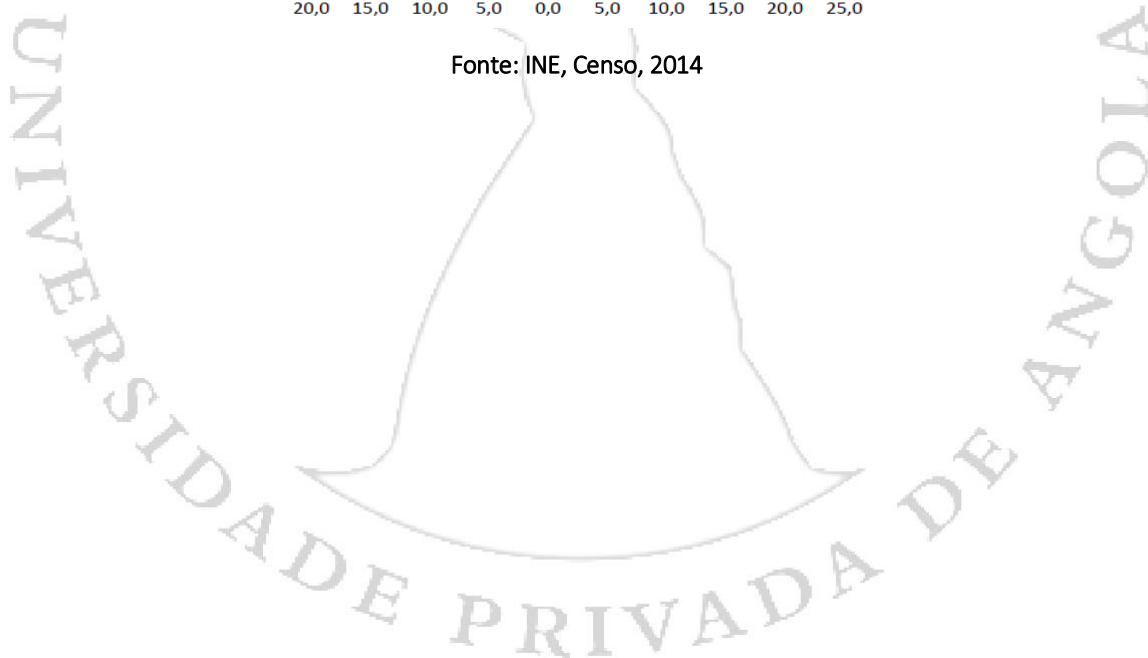 20,0 15,0 10,0 5,0 0,0 5,0 10,0 15,0 20,0 25,0
Fonte: INE, Censo, 2014
UNIVERSIDADE PRIVADA DE ANGOLA